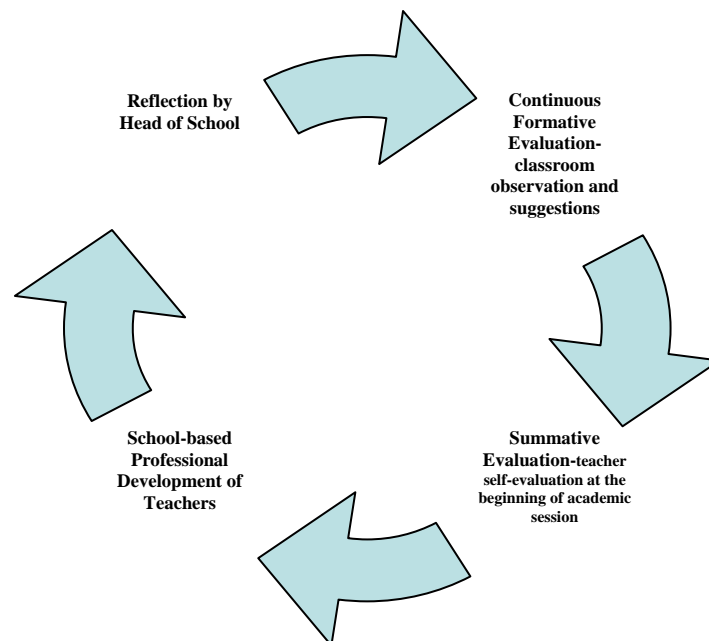 Reflection by
Head of School
Continuous
Formative
Evaluation-
classroom
observation and
suggestions
Summative
Evaluation-teacher
self-evaluation at the
beginning of academic
session
School-based
Professional
Development of
Teachers